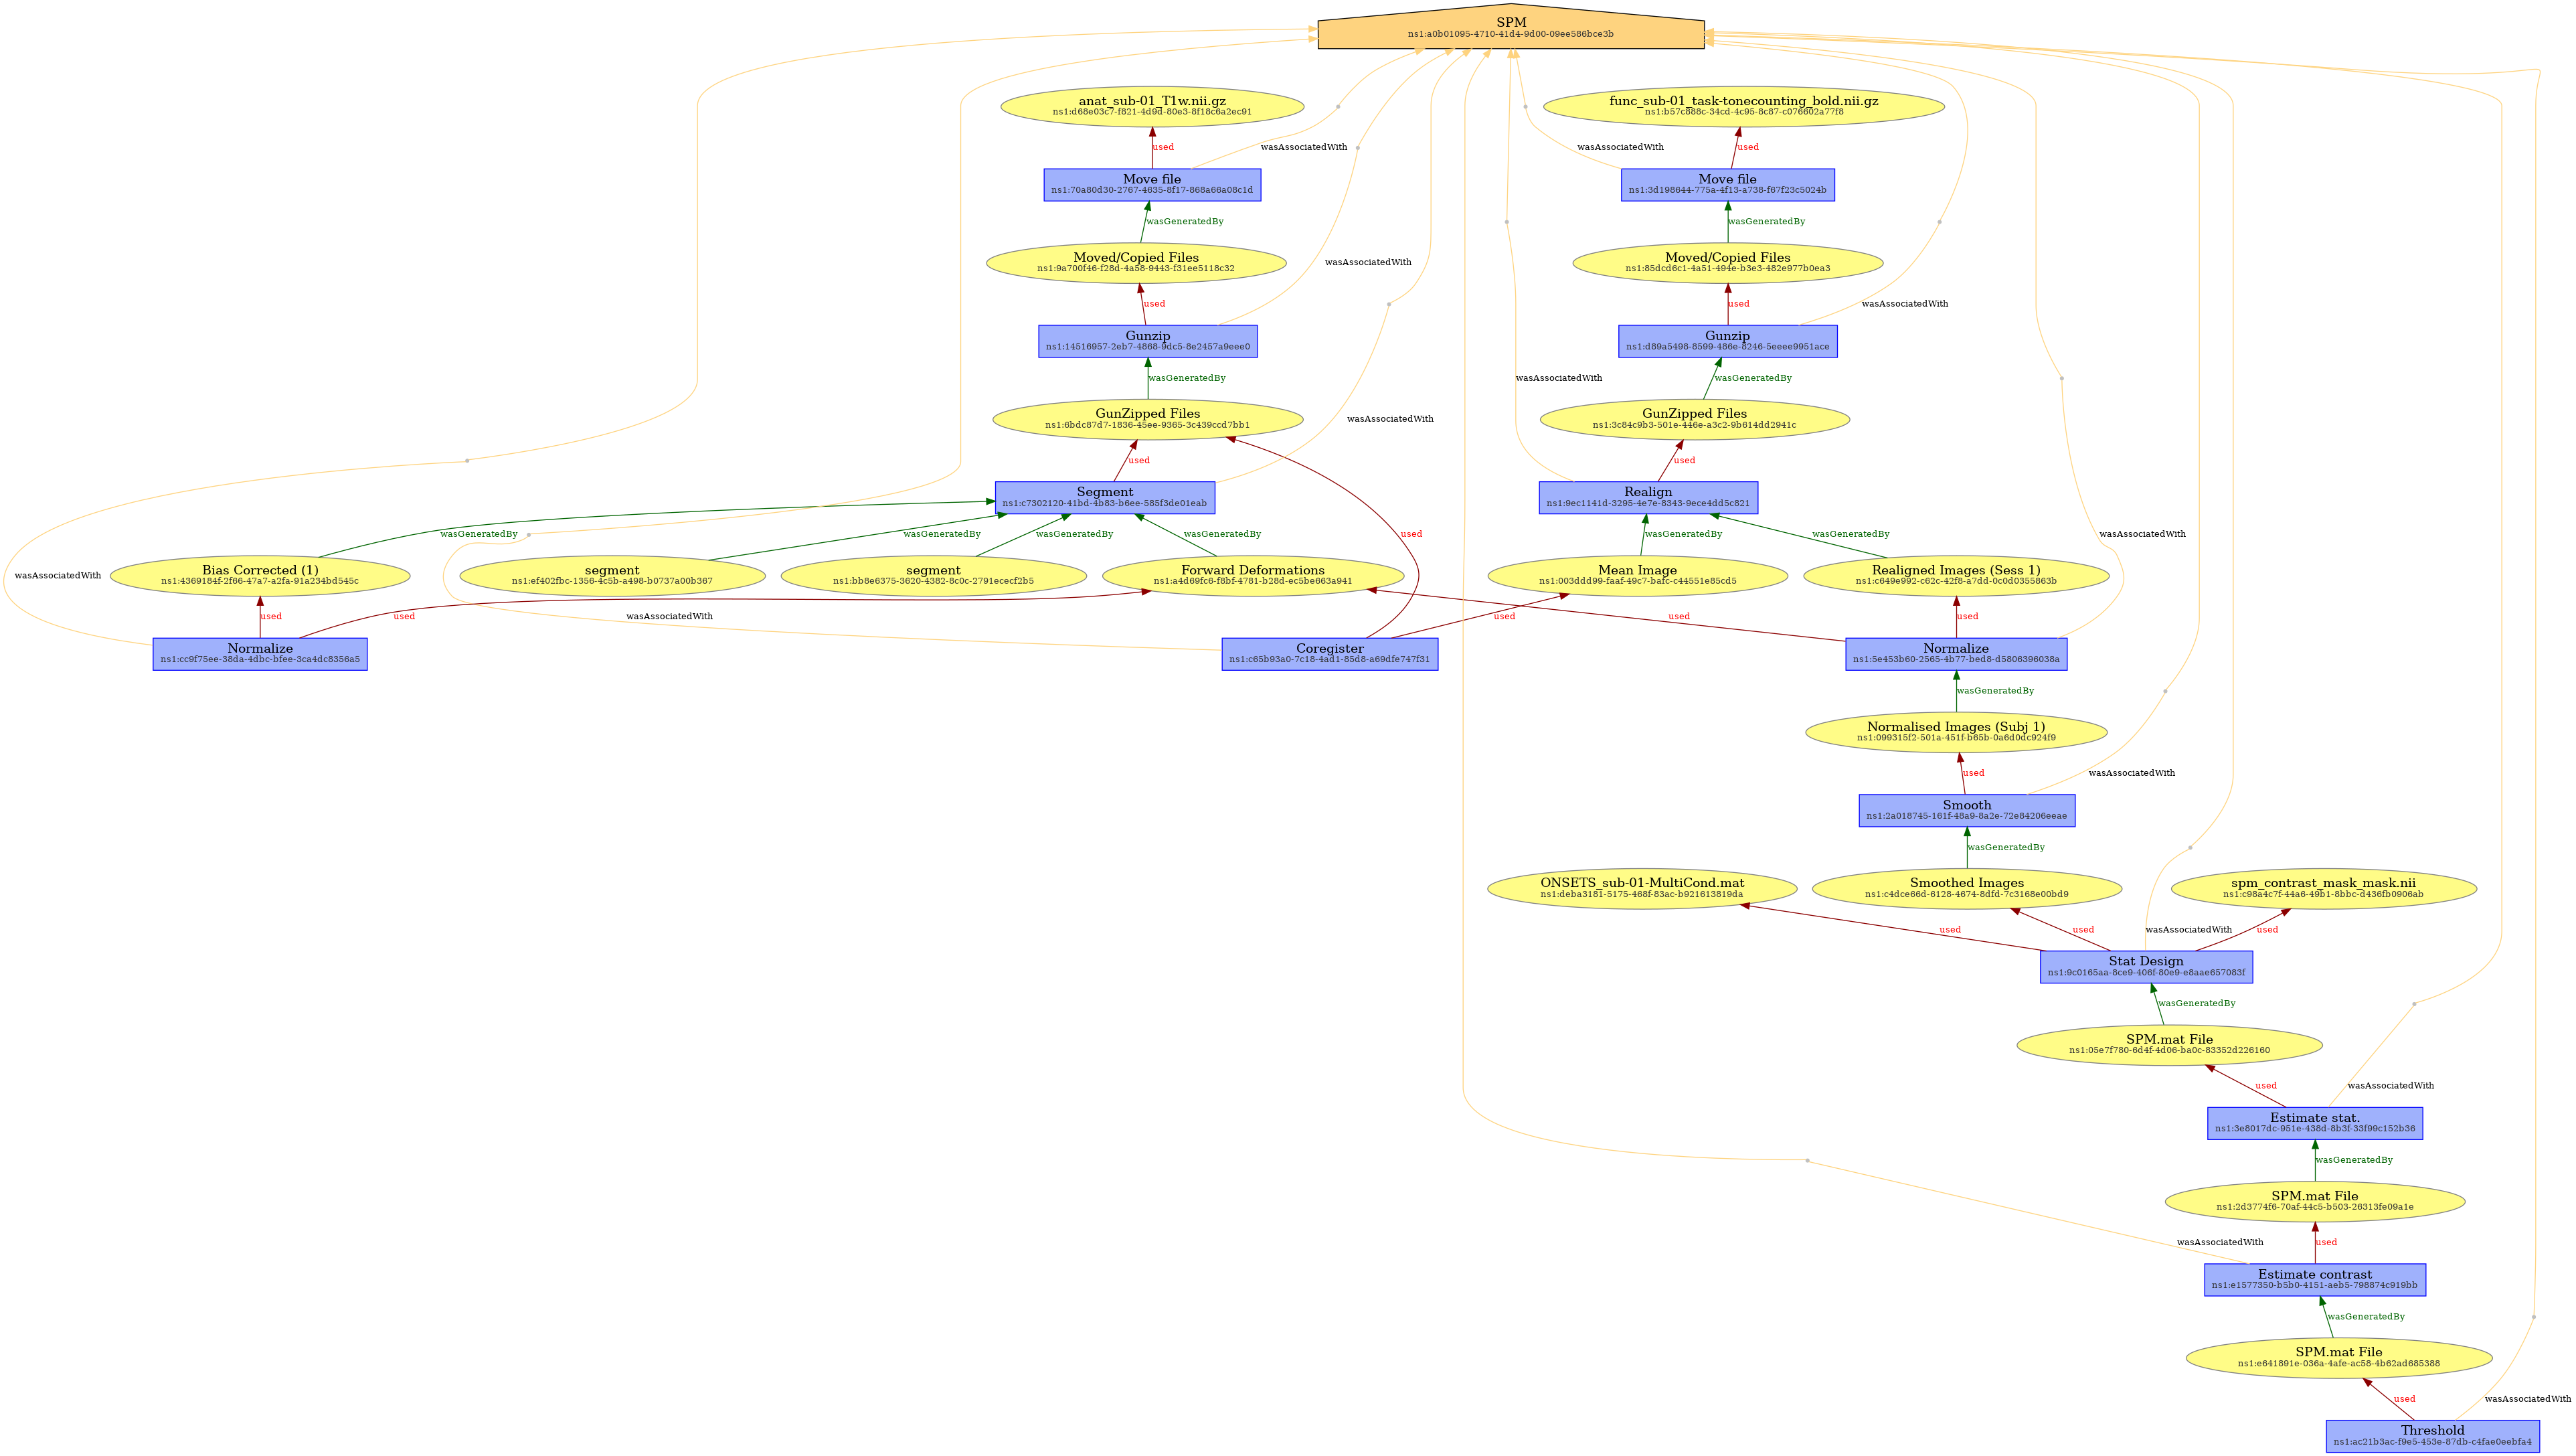 SPM
ns1:a0b01095-4710-41d4-9d00-09ee586bce3b
anat_sub-01_T1w.nii.gz
ns1:d68e03c7-f821-4d9d-80e3-8f18c6a2ec91
func_sub-01_task-tonecounting_bold.nii.gz
ns1:b57c888c-34cd-4c95-8c87-c076602a77f8
used
wasAssociatedWith
wasAssociatedWith
used
Move file
ns1:70a80d30-2767-4635-8f17-868a66a08c1d
Move file
ns1:3d198644-775a-4f13-a738-f67f23c5024b
wasGeneratedBy
wasGeneratedBy
Moved/Copied Files
ns1:9a700f46-f28d-4a58-9443-f31ee5118c32
wasAssociatedWith
Moved/Copied Files
ns1:85dcd6c1-4a51-494e-b3e3-482e977b0ea3
used
used
wasAssociatedWith
Gunzip
ns1:14516957-2eb7-4868-9dc5-8e2457a9eee0
Gunzip
ns1:d89a5498-8599-486e-8246-5eeee9951ace
wasGeneratedBy
wasAssociatedWith
wasGeneratedBy
GunZipped Files
ns1:6bdc87d7-1836-45ee-9365-3c439ccd7bb1
wasAssociatedWith
GunZipped Files
ns1:3c84c9b3-501e-446e-a3c2-9b614dd2941c
used
used
Segment
ns1:c7302120-41bd-4b83-b6ee-585f3de01eab
Realign
ns1:9ec1141d-3295-4e7e-8343-9ece4dd5c821
wasGeneratedBy
wasGeneratedBy
wasGeneratedBy
wasGeneratedBy
used
wasGeneratedBy
wasGeneratedBy
wasAssociatedWith
wasAssociatedWith
Bias Corrected (1)
ns1:4369184f-2f66-47a7-a2fa-91a234bd545c
segment
ns1:ef402fbc-1356-4c5b-a498-b0737a00b367
segment
ns1:bb8e6375-3620-4382-8c0c-2791ececf2b5
Forward Deformations
ns1:a4d69fc6-f8bf-4781-b28d-ec5be663a941
Mean Image
ns1:003ddd99-faaf-49c7-bafc-c44551e85cd5
Realigned Images (Sess 1)
ns1:c649e992-c62c-42f8-a7dd-0c0d0355863b
used
used
wasAssociatedWith
used
used
used
Normalize
ns1:cc9f75ee-38da-4dbc-bfee-3ca4dc8356a5
Coregister
ns1:c65b93a0-7c18-4ad1-85d8-a69dfe747f31
Normalize
ns1:5e453b60-2565-4b77-bed8-d5806396038a
wasGeneratedBy
Normalised Images (Subj 1)
ns1:099315f2-501a-451f-b65b-0a6d0dc924f9
used
wasAssociatedWith
Smooth
ns1:2a018745-161f-48a9-8a2e-72e84206eeae
wasGeneratedBy
ONSETS_sub-01-MultiCond.mat
ns1:deba3181-5175-468f-83ac-b921613819da
Smoothed Images
ns1:c4dce66d-6128-4674-8dfd-7c3168e00bd9
spm_contrast_mask_mask.nii
ns1:c98a4c7f-44a6-49b1-8bbc-d436fb0906ab
used
used
wasAssociatedWith
used
Stat Design
ns1:9c0165aa-8ce9-406f-80e9-e8aae657083f
wasGeneratedBy
SPM.mat File
ns1:05e7f780-6d4f-4d06-ba0c-83352d226160
used
wasAssociatedWith
Estimate stat.
ns1:3e8017dc-951e-438d-8b3f-33f99c152b36
wasGeneratedBy
SPM.mat File
ns1:2d3774f6-70af-44c5-b503-26313fe09a1e
wasAssociatedWith
used
Estimate contrast
ns1:e1577350-b5b0-4151-aeb5-798874c919bb
wasGeneratedBy
SPM.mat File
ns1:e641891e-036a-4afe-ac58-4b62ad685388
used
wasAssociatedWith
Threshold
ns1:ac21b3ac-f9e5-453e-87db-c4fae0eebfa4